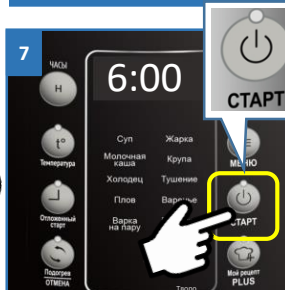 7
ЧАСЫ
Н
6:00
СТАРТ
t°
Температура
Суп
Жарка
Молочная
каша
Крупа
МЕНЮ
Холодец
Тушение
Отложенный
старт
Плов
Варенье
СТАРТ
Варка
на пару
Подогрев
ОТМЕНА
Мой рецепт
PLUS